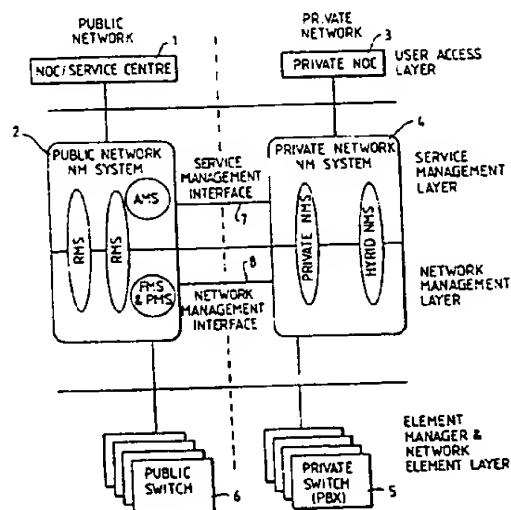 PUBLIC
NETWORK
PRIVATE
NETWORK
1
3
NOC/SERVICE CENTRE
PRIVATE NOC
USER ACCESS
LAYER
2
4
PUBLIC NETWORK
NM SYSTEM
PRIVATE NETWORK
NM SYSTEM
SERVICE
MANAGEMENT
INTERFACE
SERVICE
MANAGEMENT
LAYER
AMS
7
RMS
RMS
PRIVATE NMS
HYRID NMS
8
FMS
& PMS
NETWORK
MANAGEMENT
INTERFACE
NETWORK
MANAGEMENT
LAYER
PUBLIC
SWITCH
6
PRIVATE
SWITCH
(PBX)
5
ELEMENT
MANAGER &
NETWORK
ELEMENT LAYER